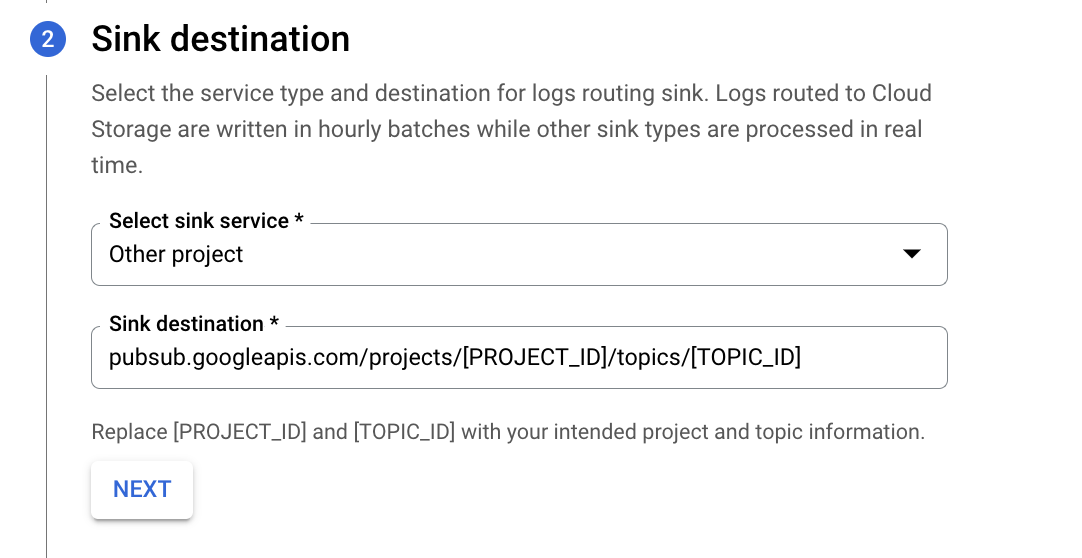 2 Sink destination
Select the service type and destination for logs routing sink. Logs routed to Cloud
Storage are written in hourly batches while other sink types are processed in real
time.
Select sink service *
Other project
Sink destination *
pubsub.googleapis.com/projects/[PROJECT_ID]/topics/[TOPIC_ID]
Replace [PROJECT_ID] and [TOPIC_ID] with your intended project and topic information.
NEXT